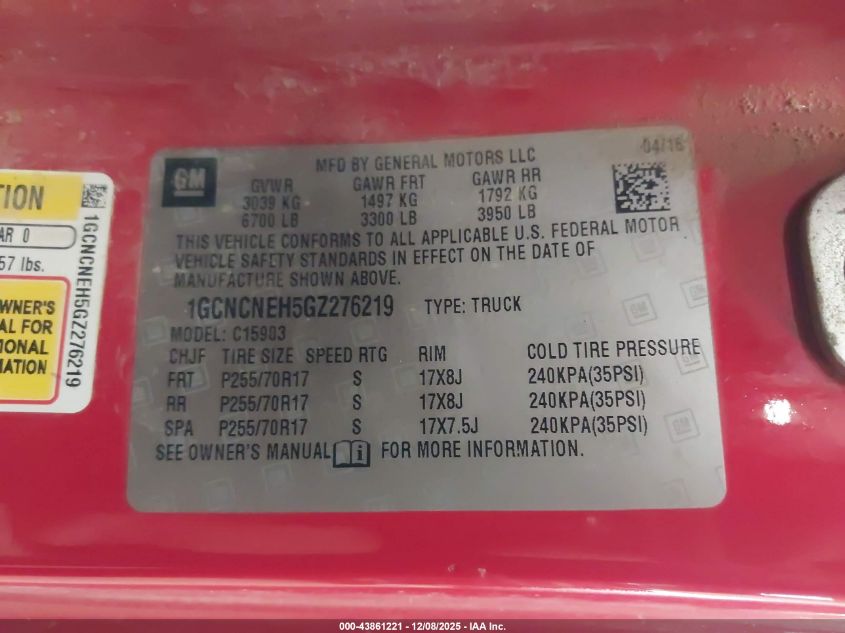 TION
AR 0
57 lbs.
OWNER'S
AL FOR
IONAL
MATION
1GCNCNEH5GZ276219
GM
MFD BY GENERAL MOTORS LLC
04/16
GVWR GAWR FRT GAWR RR
3039 KG 1497 KG 1792 KG
6700 LB 3300 LB 3950 LB
THIS VEHICLE CONFORMS TO ALL APPLICABLE U.S. FEDERAL MOTOR
VEHICLE SAFETY STANDARDS IN EFFECT ON THE DATE OF
MANUFACTURE SHOWN ABOVE.
1GCNCNEH5GZ276219 TYPE: TRUCK
MODEL: C15903
CHJF TIRE SIZE SPEED RTG RIM COLD TIRE PRESSURE
FRT P255/70R17 S 17X8J 240KPA(35PSI)
RR P255/70R17 S 17X8J 240KPA(35PSI)
SPA P255/70R17 S 17X7.5J 240KPA(35PSI)
SEE OWNER'S MANUAL FOR MORE INFORMATION.
000-43861221 - 12/08/2025 - IAA Inc.